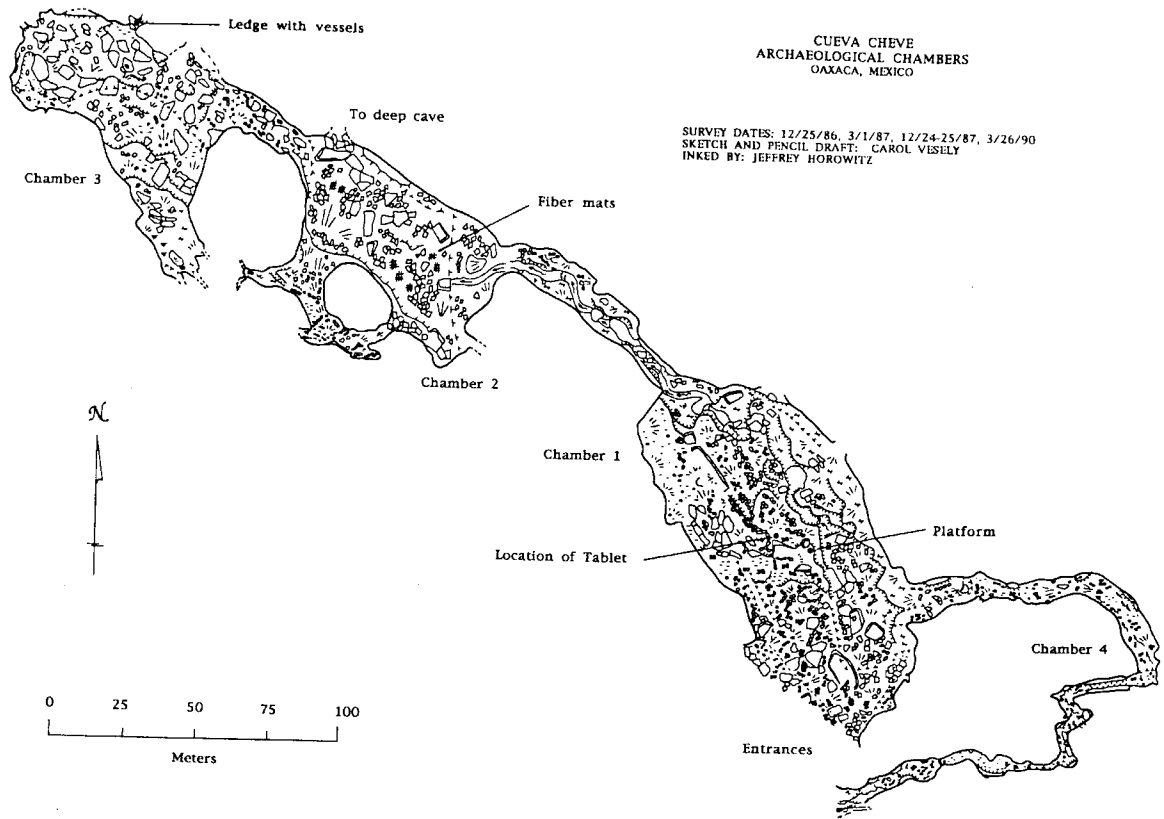 Ledge with vessels
CUEVA CHEVE
ARCHAEOLOGICAL CHAMBERS
OAXACA, MEXICO
To deep cave
SURVEY DATES: 12/25/86, 3/1/87, 12/24-25/87, 3/26/90
SKETCH AND PENCIL DRAFT: CAROL VESELY
INKED BY: JEFFREY HOROWITZ
Chamber 3
Fiber mats
Chamber 2
N
Chamber 1
Platform
Location of Tablet
Chamber 4
0 25 50 75 100
Meters
Entrances